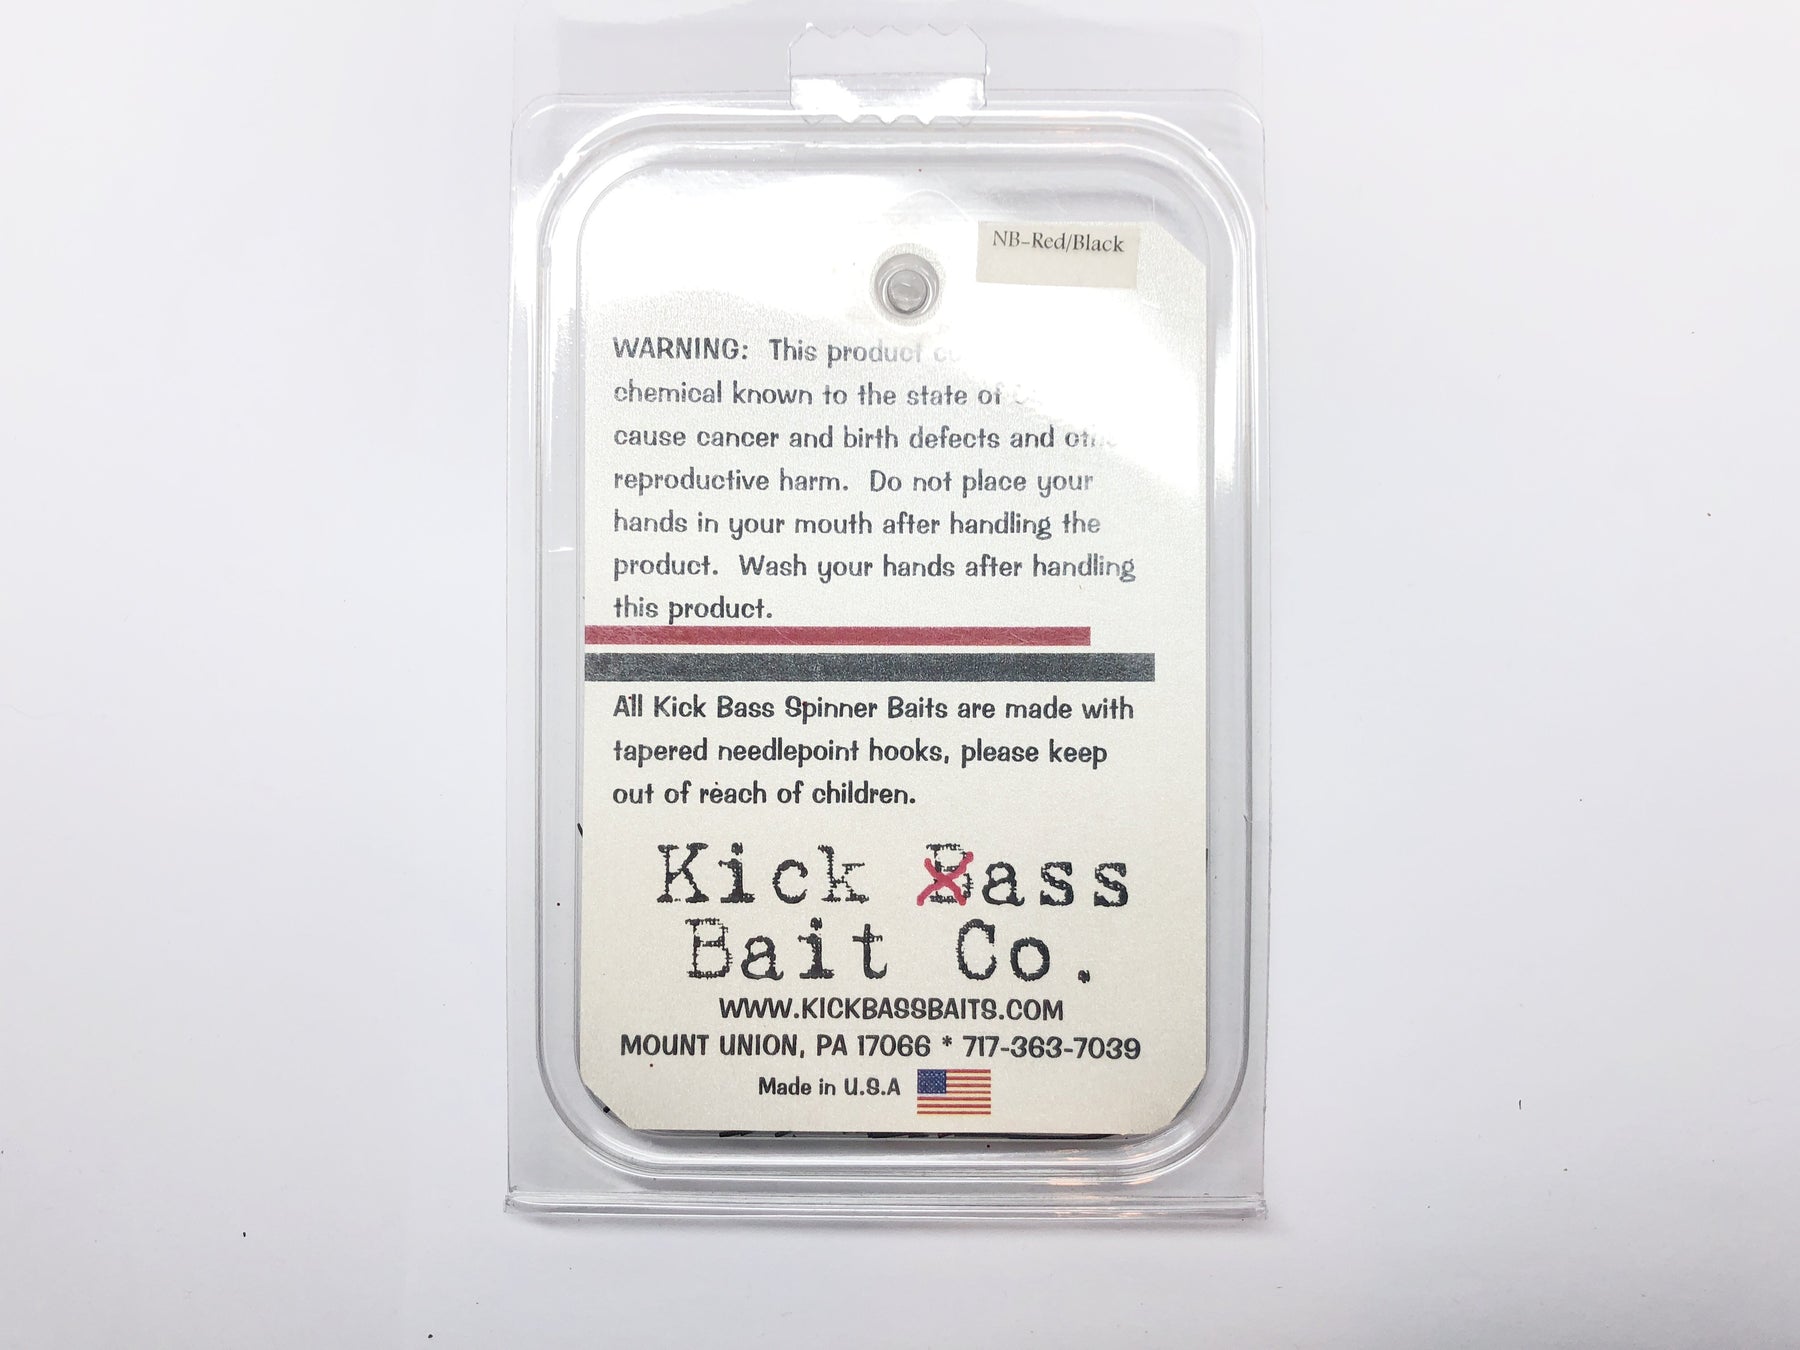 NB-Red/Black
WARNING: This product
chemical known to the state of
cause cancer and birth defects and
reproductive harm. Do not place your
hands in your mouth after handling the
product. Wash your hands after handling
this product.
All Kick Bass Spinner Baits are made with
tapered needlepoint hooks, please keep
out of reach of children.
Kick Bass
Bait Co.
WWW.KICKBASSBAITS.COM
MOUNT UNION, PA 17066 * 717-363-7039
Made in U.S.A